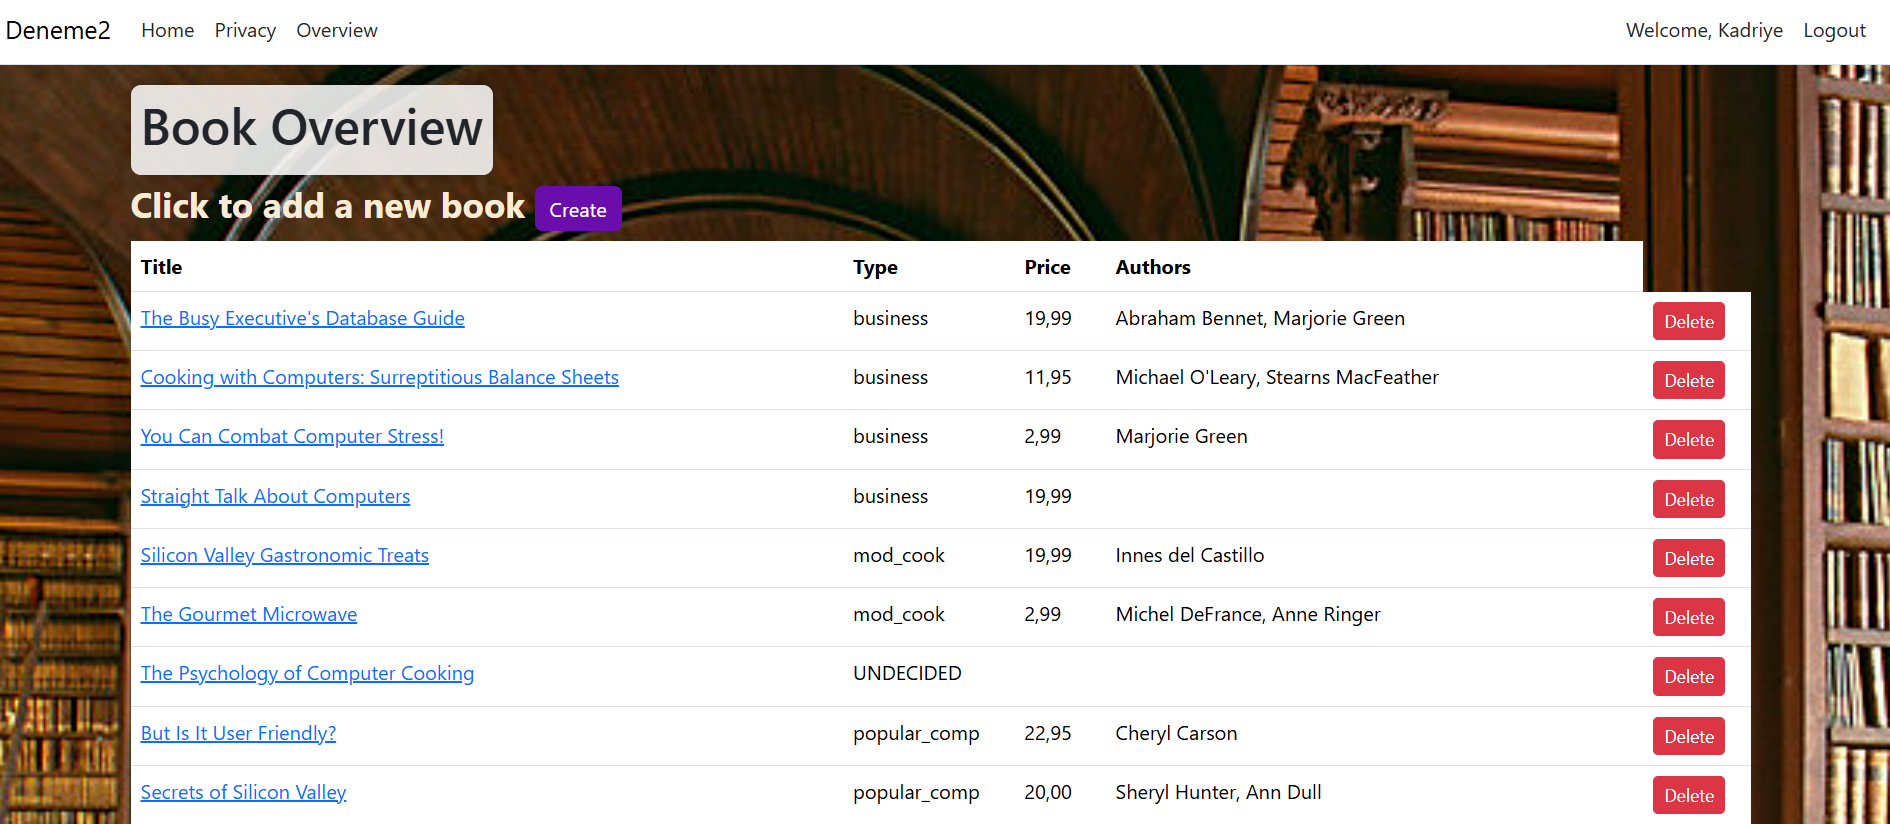 Deneme2 Home Privacy Overview Welcome, Kadriye Logout
Book Overview
Click to add a new book Create
Title Type Price Authors
The Busy Executive's Database Guide business 19,99 Abraham Bennet, Marjorie Green Delete
Cooking with Computers: Surreptitious Balance Sheets business 11,95 Michael O'Leary, Stearns MacFeather Delete
You Can Combat Computer Stress! business 2,99 Marjorie Green Delete
Straight Talk About Computers business 19,99 Delete
Silicon Valley Gastronomic Treats mod_cook 19,99 Innes del Castillo Delete
The Gourmet Microwave mod_cook 2,99 Michel DeFrance, Anne Ringer Delete
The Psychology of Computer Cooking UNDECIDED Delete
But Is It User Friendly? popular_comp 22,95 Cheryl Carson Delete
Secrets of Silicon Valley popular_comp 20,00 Sheryl Hunter, Ann Dull Delete